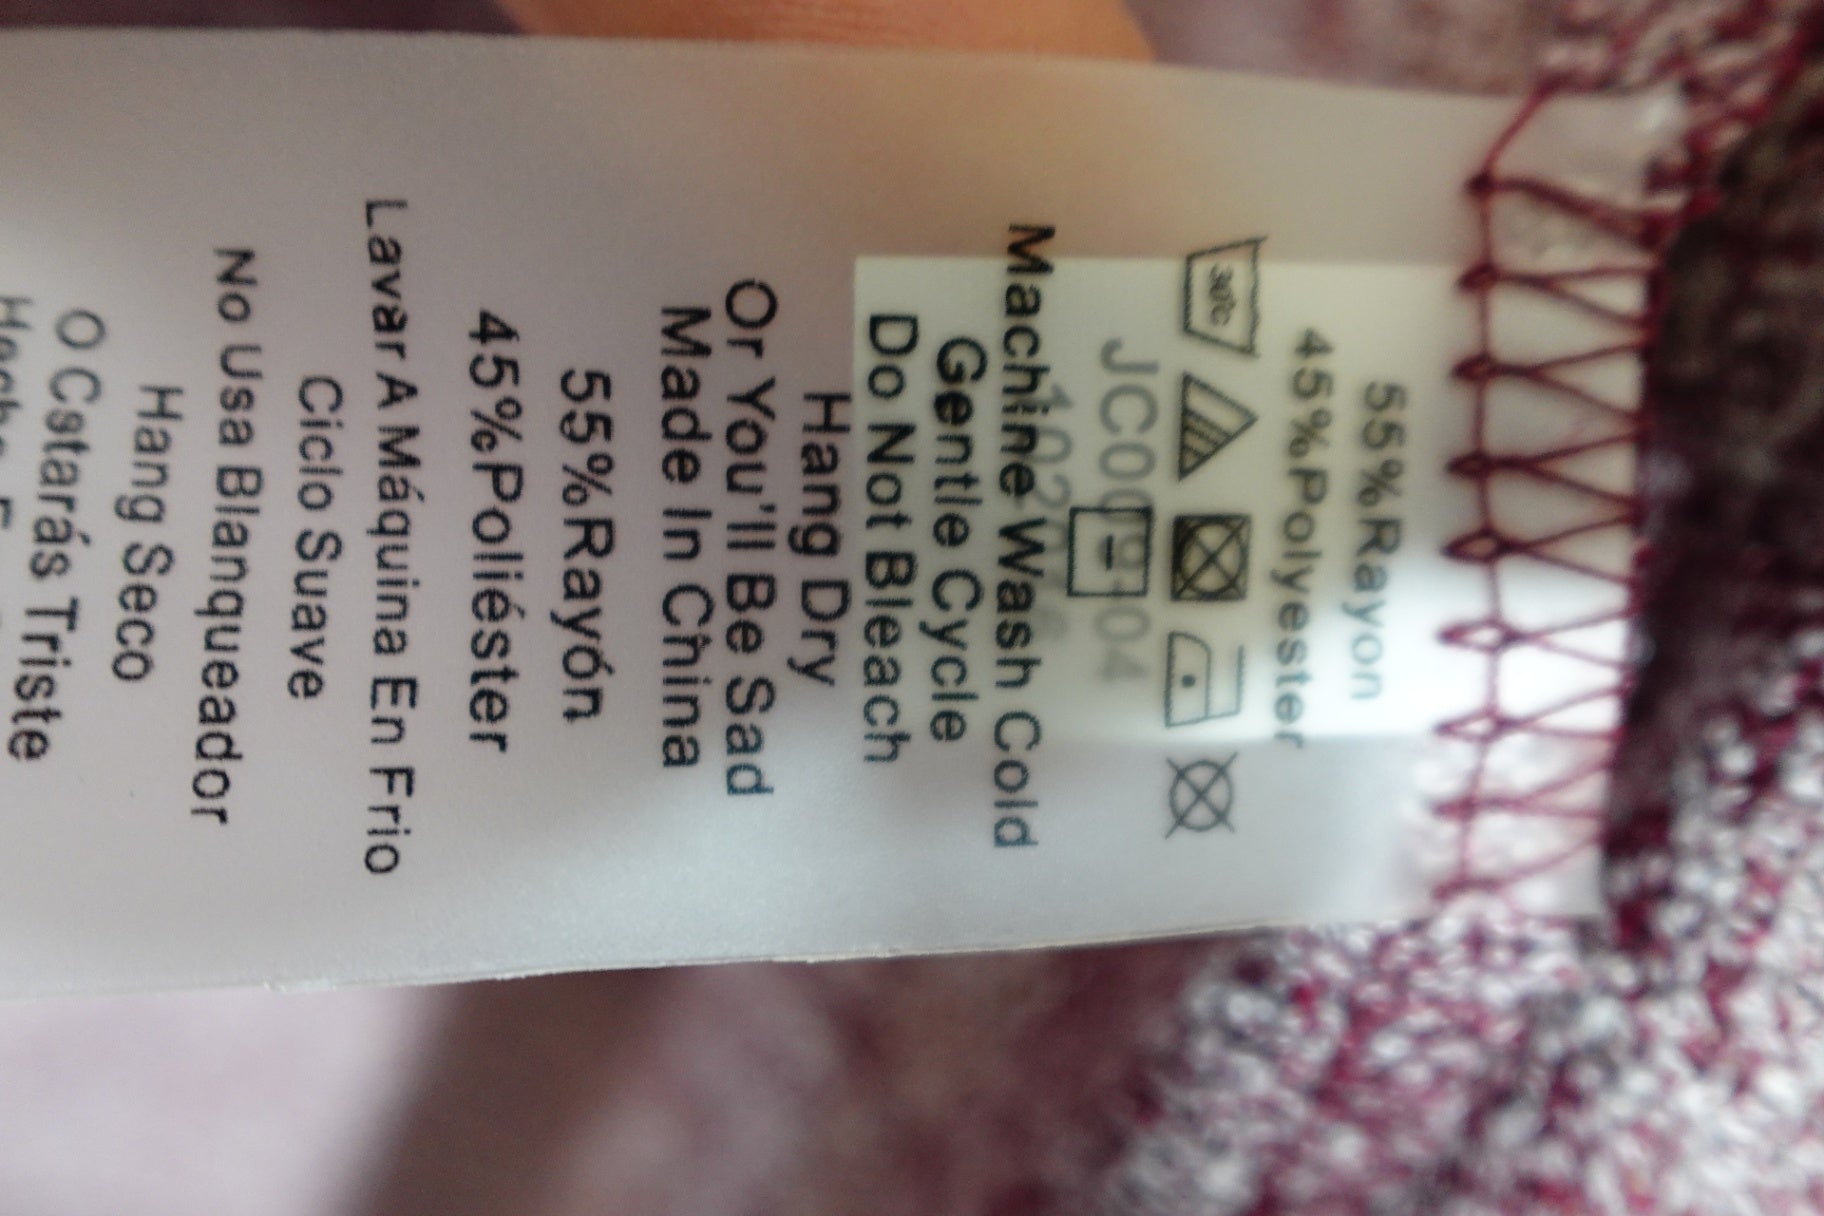 55%Rayon
45%Polyester
30°c
JC009-04
Machine Wash Cold
Gentle Cycle
Do Not Bleach
Hang Dry
Or You'll Be Sad
Made In China
55%Rayón
45%Poliéster
Lavar A Máquina En Frio
Ciclo Suave
No Usa Blanqueador
Hang Seco
O Cstarás Triste